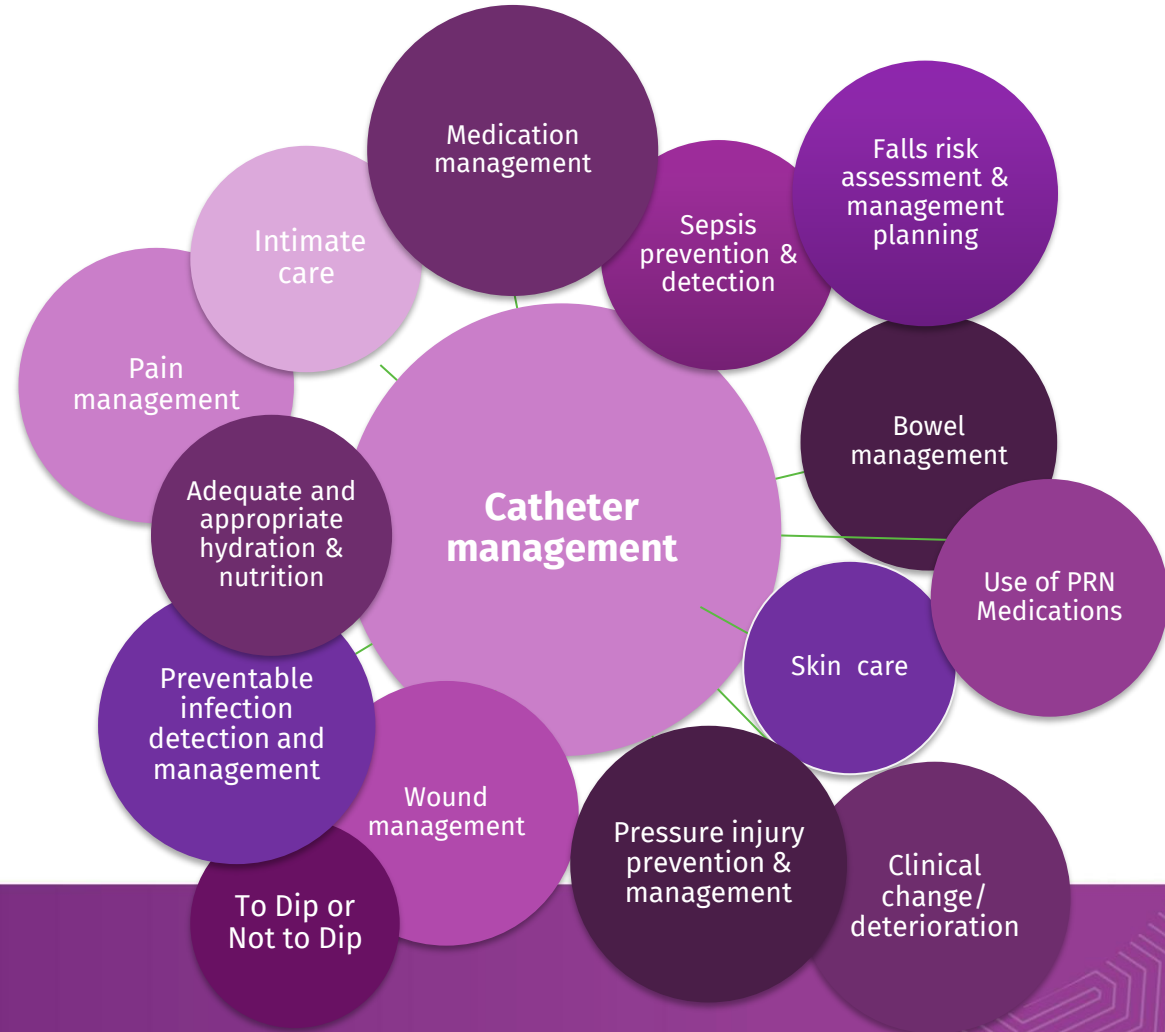 Medication
management
Falls risk
assessment &
management
planning
Sepsis
prevention &
detection
Intimate
care
Pain
management
Bowel
management
Adequate and
appropriate
hydration &
nutrition
Catheter
management
Use of PRN
Medications
Skin care
Preventable
infection
detection and
management
Wound
management
Pressure injury
prevention &
management
Clinical
change/
deterioration
To Dip or
Not to Dip